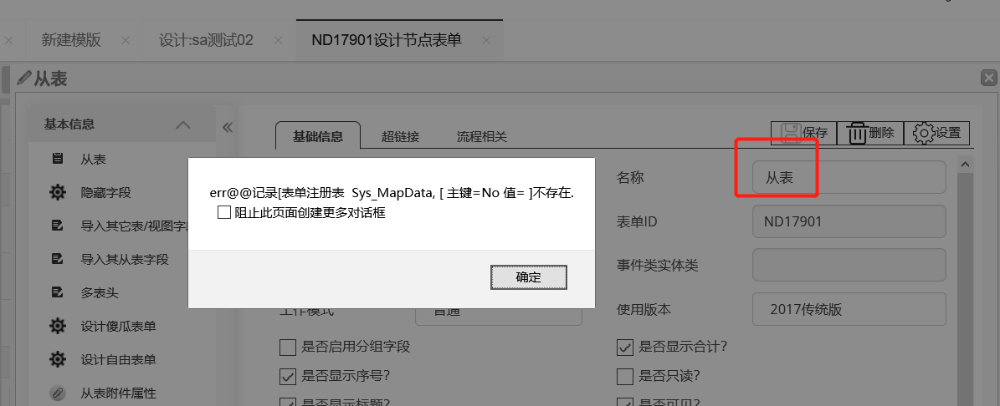 新建模版
设计:sa测试02
ND17901设计节点表单
从表
基本信息
从表
隐藏字段
导入其它表/视图字
导入其从表字段
多表头
设计傻瓜表单
设计自由表单
从表附件属性
基础信息 超链接 流程相关
保存 删除 设置
名称 从表
表单ID ND17901
事件类实体类
工作模式 普通 使用版本 2017传统版
是否启用分组字段 是否显示合计?
是否显示序号? 是否只读?
是否显示标题? 是否可见?
err@@记录[表单注册表 Sys_MapData, [ 主键=No 值= ]不存在.
阻止此页面创建更多对话框
确定